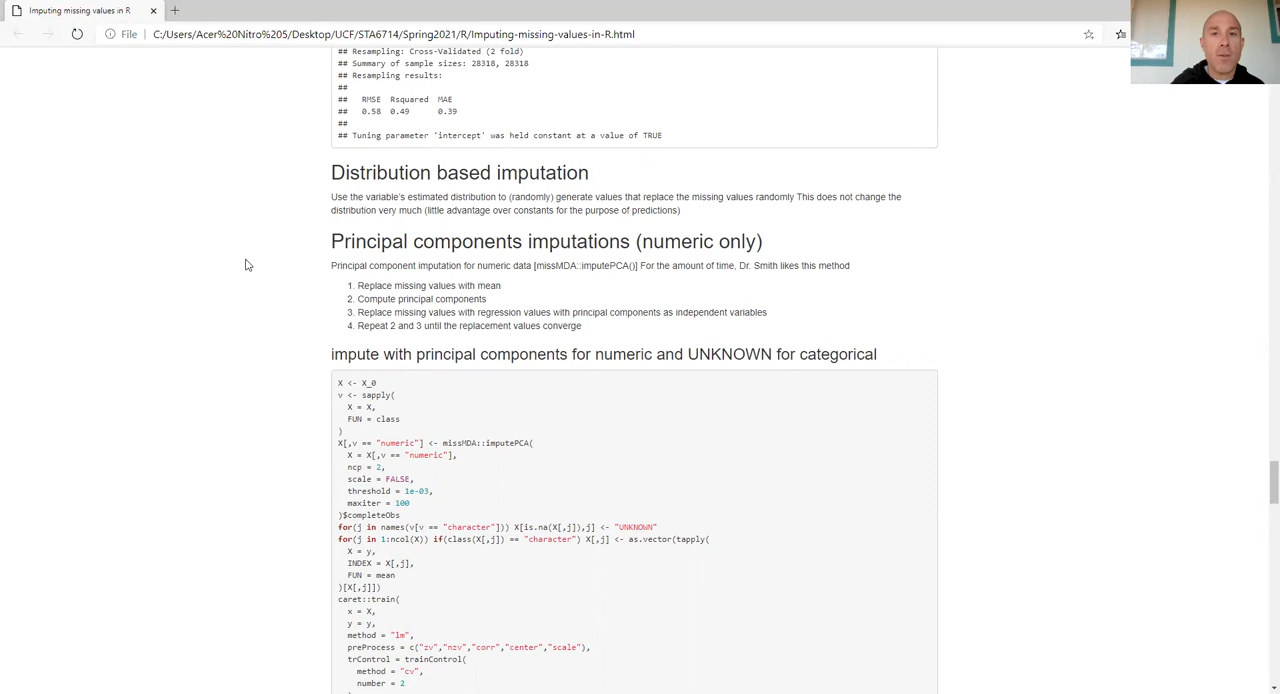 Imputing missing values in R
File C:/Users/Acer%20Nitro%205/Desktop/UCF/STA6714/Spring2021/R/Imputing-missing-values-in-R.html
## Resampling: Cross-Validated (2 fold)
## Summary of sample sizes: 28318, 28318
## Resampling results:
##
## RMSE Rsquared MAE
## 0.58 0.49 0.39
##
## Tuning parameter 'intercept' was held constant at a value of TRUE
Distribution based imputation
Use the variable's estimated distribution to (randomly) generate values that replace the missing values randomly This does not change the
distribution very much (little advantage over constants for the purpose of predictions)
Principal components imputations (numeric only)
Principal component imputation for numeric data [missMDA::imputePCA()] For the amount of time, Dr. Smith likes this method
1. Replace missing values with mean
2. Compute principal components
3. Replace missing values with regression values with principal components as independent variables
4. Repeat 2 and 3 until the replacement values converge
impute with principal components for numeric and UNKNOWN for categorical
X <- X_0
v <- sapply(
X = X,
FUN = class
)
X[,v == "numeric"] <- missMDA::imputePCA(
X = X[,v == "numeric"],
ncp = 2,
scale = FALSE,
threshold = 1e-03,
maxiter = 100
)$completeObs
for(j in names(v[v == "character"])) X[is.na(X[,j]),j] <- "UNKNOWN"
for(j in 1:ncol(X)) if(class(X[,j]) == "character") X[,j] <- as.vector(tapply(
X = y,
INDEX = X[,j],
FUN = mean
)[X[,j]])
caret::train(
x = X,
y = y,
method = "lm",
preProcess = c("zv","nzv","corr","center","scale"),
trControl = trainControl(
method = "cv",
number = 2